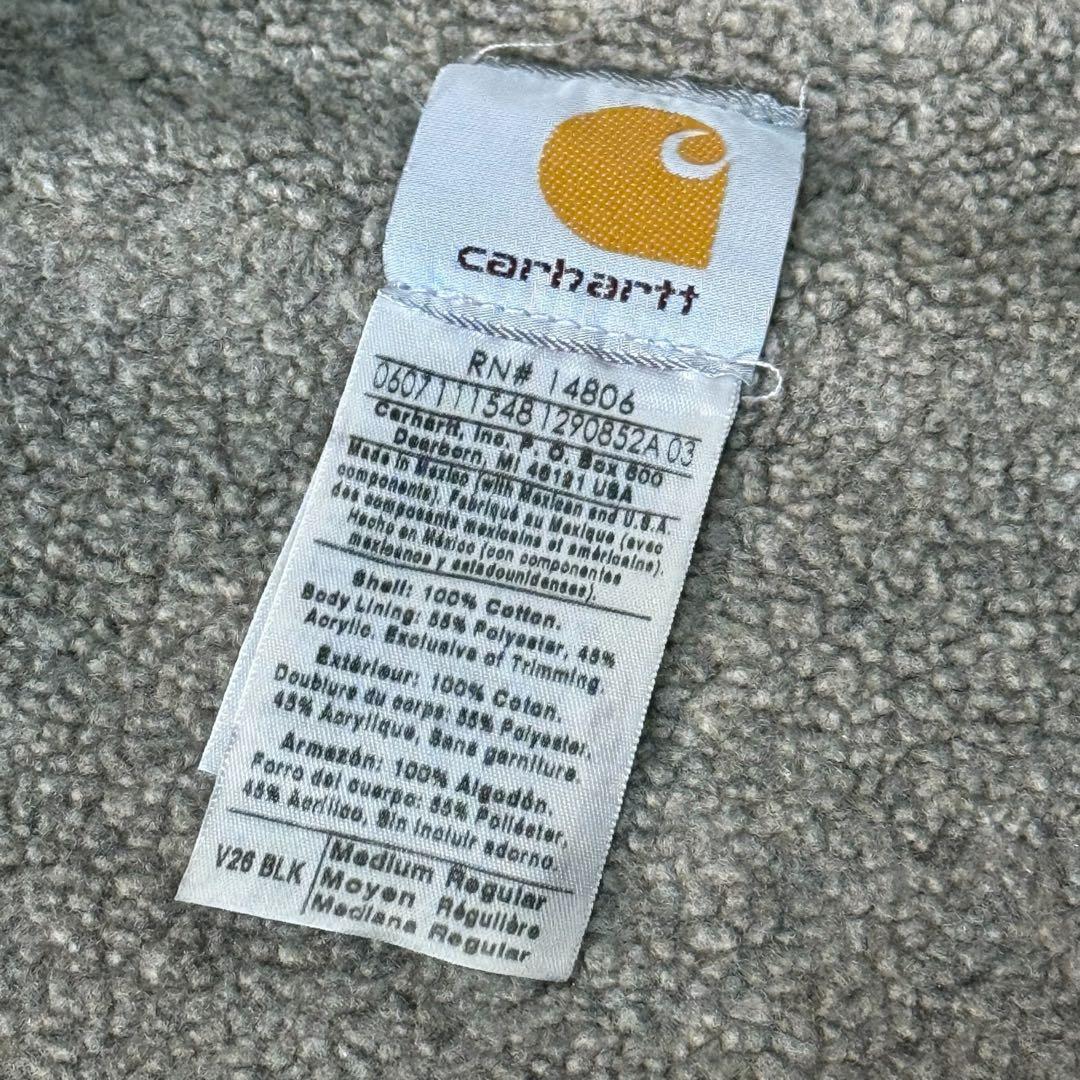 carhartt
RN# 14806
0607111548129085​2A 03
Carhartt, Inc. P. O. Box 600
Dearborn, MI 48121 USA
Made in Mexico (with Mexican and U.S.A
components). Fabriqué au Mexique (avec
des composants mexicains et américains).
Hecho en México (con componentes
mexicanos y estadounidenses).
Shell: 100% Cotton.
Body Lining: 55% Polyester, 45%
Acrylic. Exclusive of Trimming.
Extérieur: 100% Coton.
Doublure du corps: 55% Polyester,
45% Acrylique, Sans garniture.
Armazón: 100% Algodón.
Forro del cuerpo: 55% Poliéster,
45% Acrílico, Sin incluir adorno.
V26 BLK
Medium Regular
Moyen Régulière
Mediana Regular